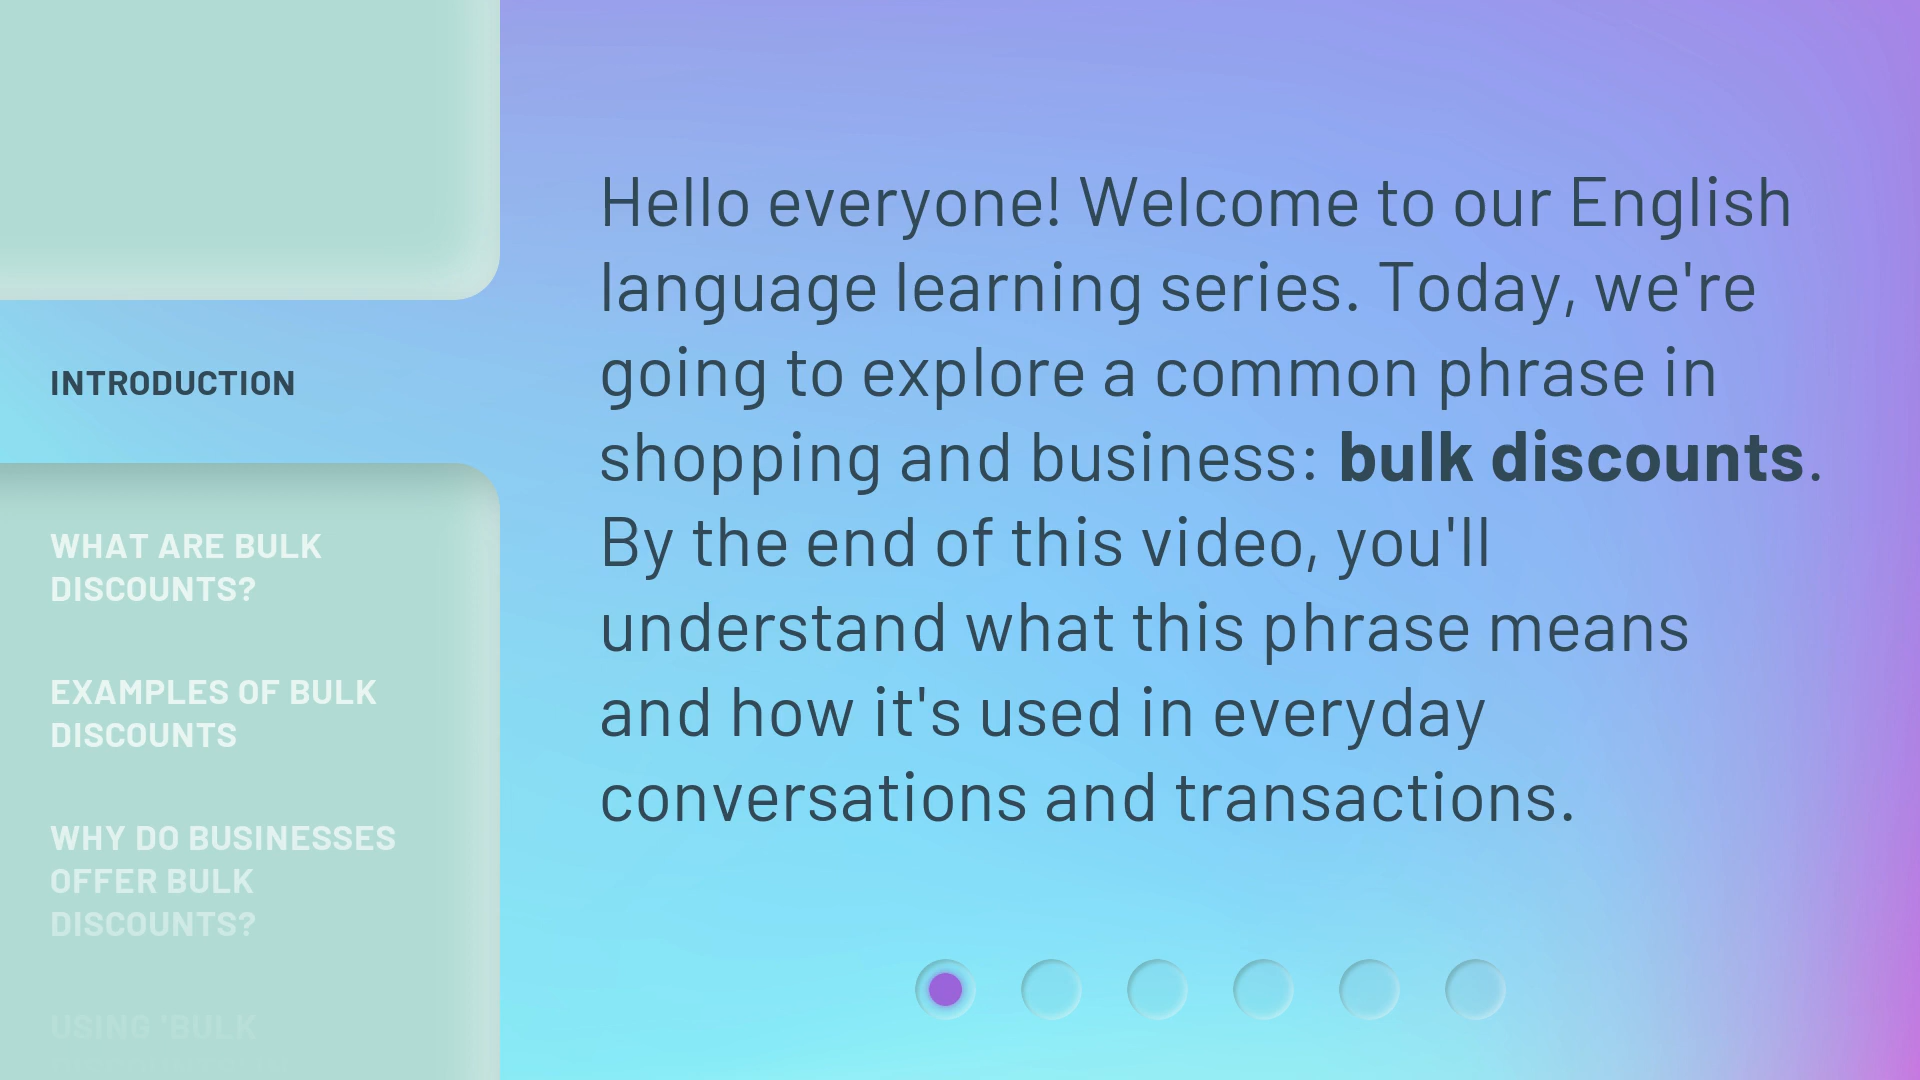 INTRODUCTION
WHAT ARE BULK
DISCOUNTS?
EXAMPLES OF BULK
DISCOUNTS
WHY DO BUSINESSES
OFFER BULK
DISCOUNTS?
USING 'BULK
Hello everyone! Welcome to our English
language learning series. Today, we're
going to explore a common phrase in
shopping and business: bulk discounts.
By the end of this video, you'll
understand what this phrase means
and how it's used in everyday
conversations and transactions.